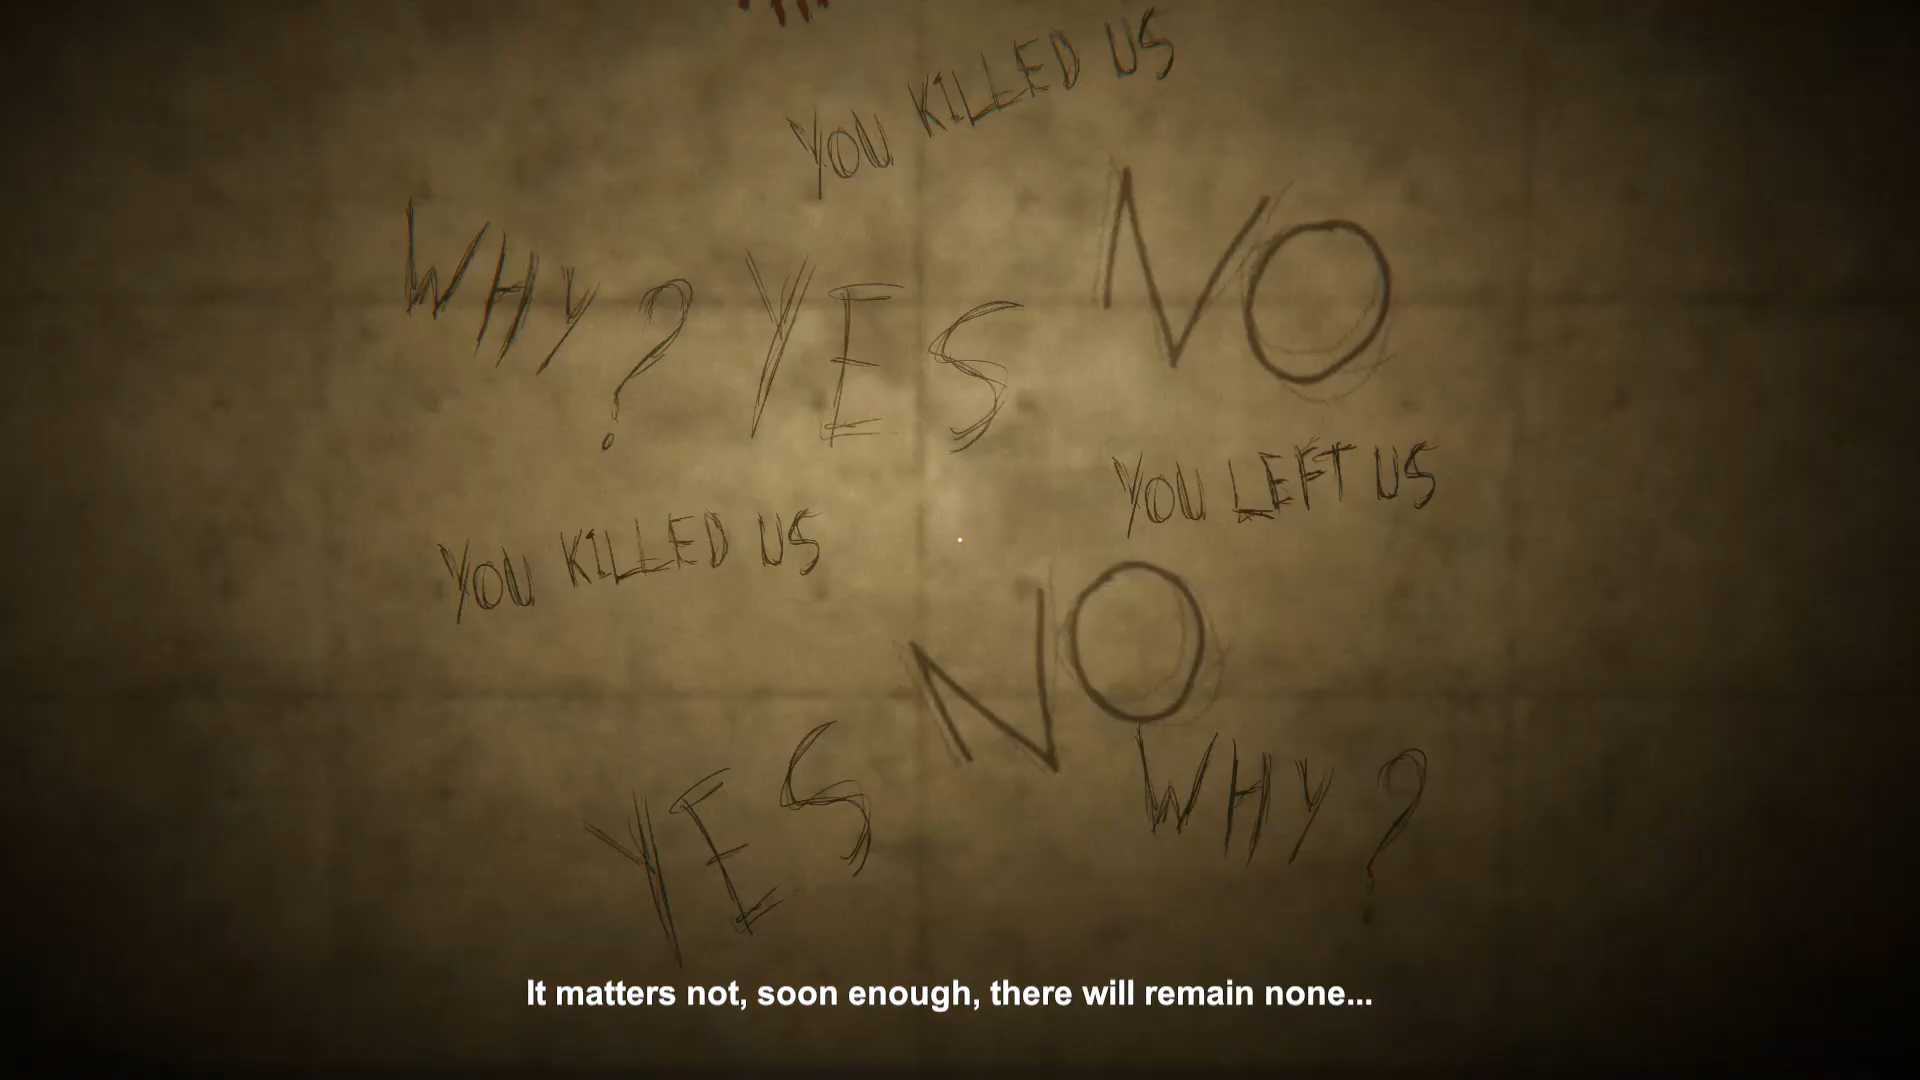 YOU KILLED US
NO
WHY?
YES
YOU LEFT US
YOU KILLED US
NO
YES
WHY?
It matters not, soon enough, there will remain none...